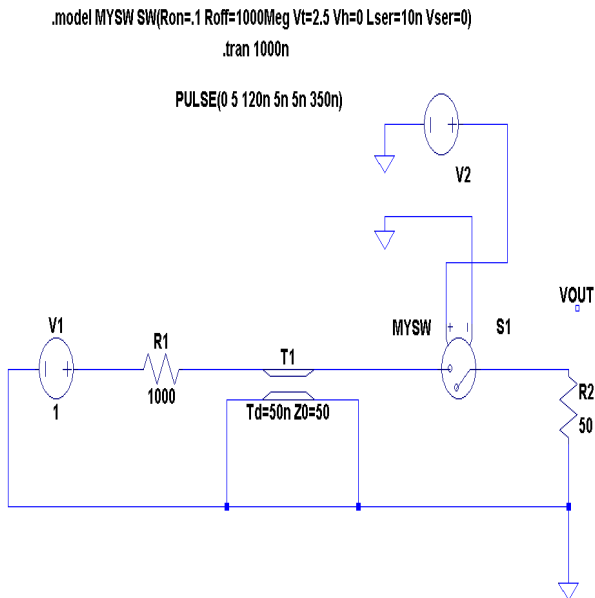 .model MYSW SW(Ron=.1 Roff=1000Meg Vt=2.5 Vh=0 Lser=10n Vser=0)
.tran 1000n
PULSE(0 5 120n 5n 5n 350n)
V2
VOUT
MYSW
+
S1
V1
R1
T1
R2
1
1000
Td=50n Z0=50
50